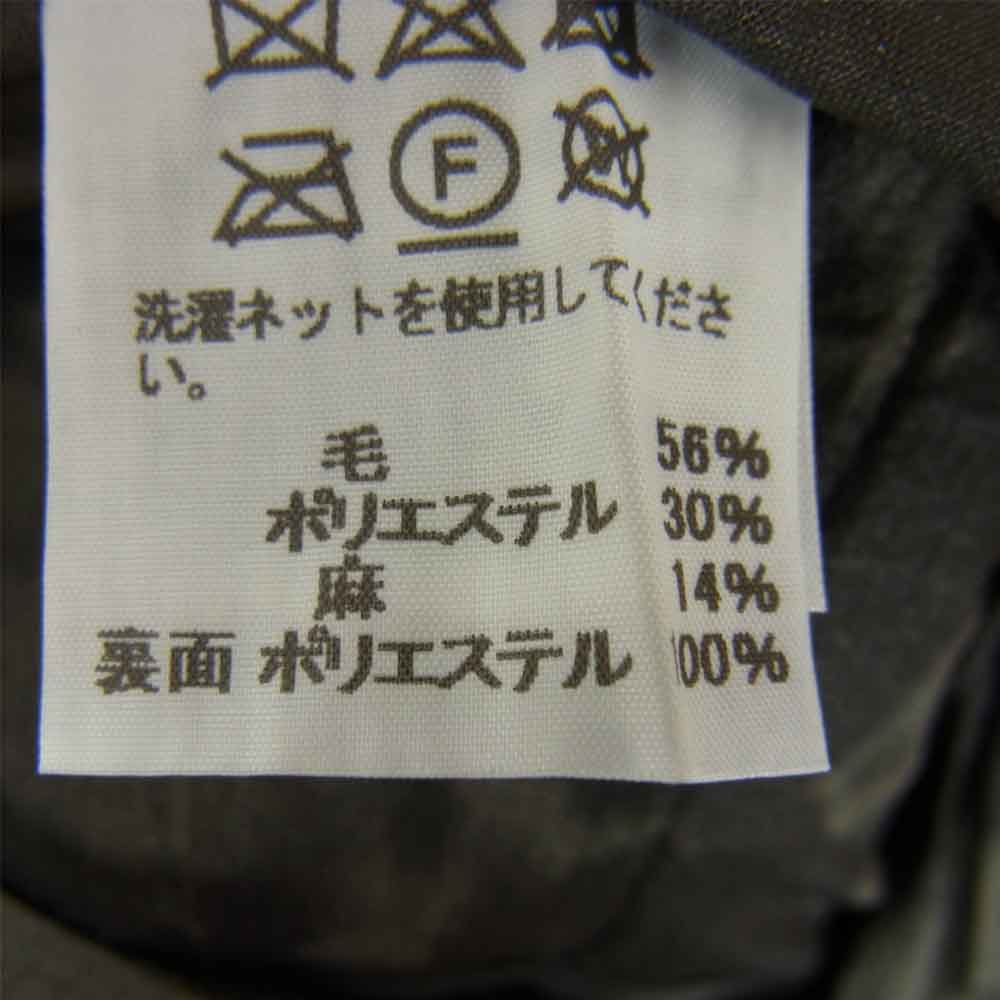 F
洗濯ネットを使用してくださ
い。
毛 56%
ポリエステル 30%
麻 14%
裏面 ポリエステル 100%